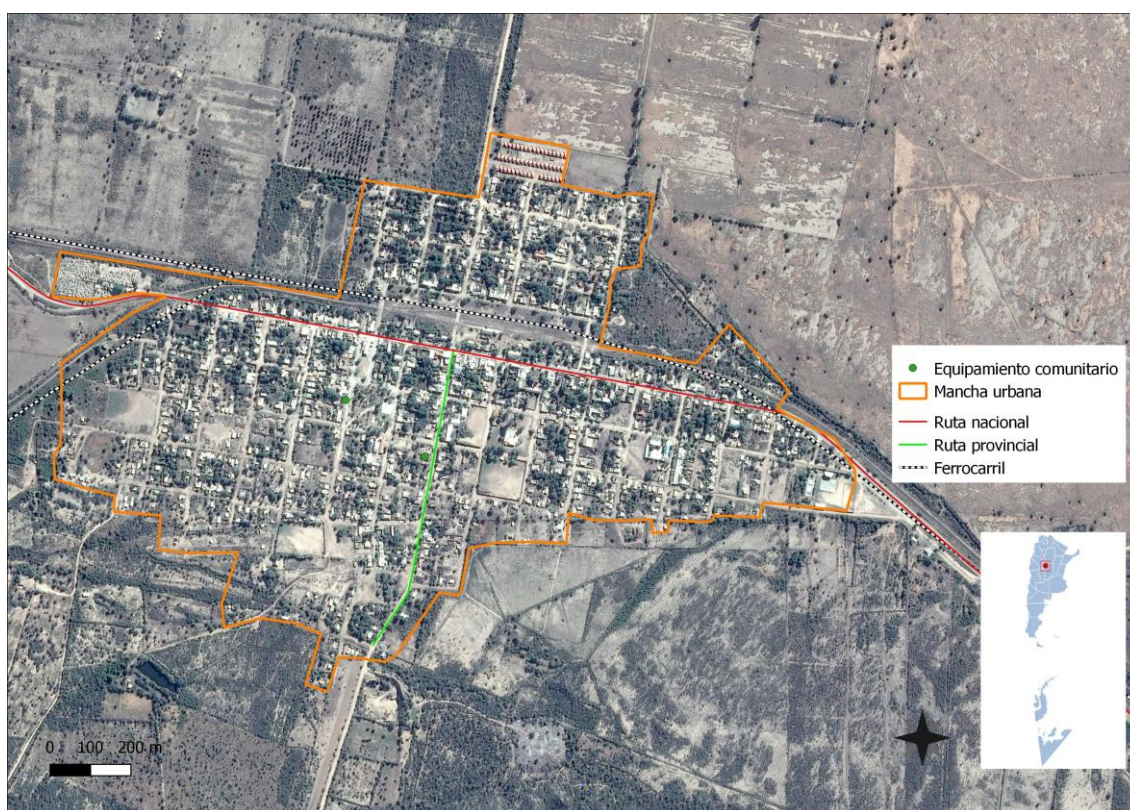 Equipamiento comunitario
Mancha urbana
Ruta nacional
Ruta provincial
Ferrocarril
0 100 200 m